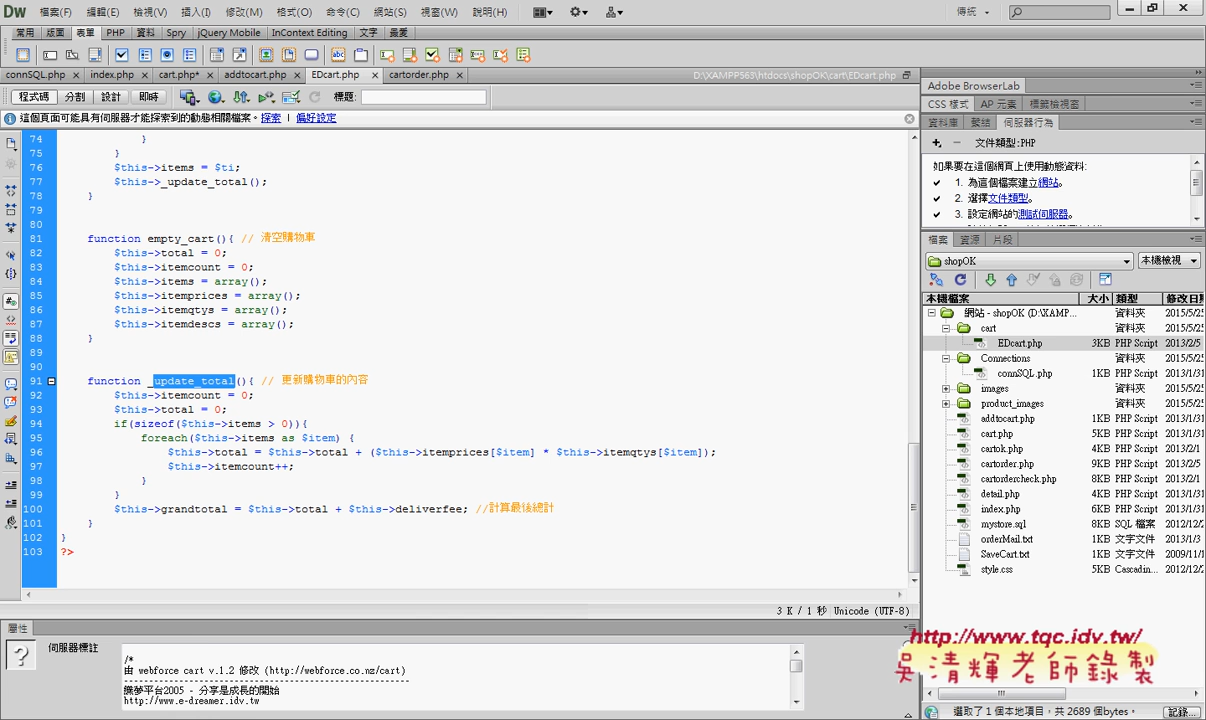 DW 檔案(F) 編輯(E) 檢視(V) 插入(I) 修改(M) 格式(O) 命令(C) 網站(S) 視窗(W) 說明(H) 傳統
常用 版面 表單 PHP 資料 Spry jQuery Mobile InContext Editing 文字 最愛
connSQL.php × index.php × cart.php* × addtocart.php × EDcart.php × cartorder.php × D:\XAMPP563\htdocs\shopOK\cart\EDcart.php
程式碼 分割 設計 即時 標題:
這個頁面可能具有伺服器才能探索到的動態相關檔案。 探索 | 偏好設定
74 }
75 }
76 $this->items = $ti;
77 $this->_update_total();
78 }
79
80
81 function empty_cart(){ // 清空購物車
82 $this->total = 0;
83 $this->itemcount = 0;
84 $this->items = array();
85 $this->itemprices = array();
86 $this->itemqtys = array();
87 $this->itemdescs = array();
88 }
89
90
91 function _update_total(){ // 更新購物車的內容
92 $this->itemcount = 0;
93 $this->total = 0;
94 if(sizeof($this->items > 0)){
95 foreach($this->items as $item) {
96 $this->total = $this->total + ($this->itemprices[$item] * $this->itemqtys[$item]);
97 $this->itemcount++;
98 }
99 }
100 $this->grandtotal = $this->total + $this->deliverfee; //計算最後總計
101 }
102 }
103 ?>
3 K / 1 秒 Unicode (UTF-8)
屬性
伺服器標註
/*
由 webforce cart v.1.2 修改 (http://webforce.co.nz/cart)
----------------------------------------------------
織夢平台2005 - 分享是成長的開始
http://www.e-dreamer.idv.tw
Adobe BrowserLab
CSS 樣式 AP 元素 標籤檢視窗
資料庫 繫結 伺服器行為
文件類型:PHP
如果要在這個網頁上使用動態資料:
1. 為這個檔案建立網站。
2. 選擇文件類型。
3. 設定網站的測試伺服器。
檔案 資源 片段
shopOK 本機檢視
本機檔案 大小 類型 修改日期
網站 - shopOK (D:\XAMP... 資料夾 2015/5/25
cart 資料夾 2015/5/25
EDcart.php 3KB PHP Script 2013/2/5
Connections 資料夾 2015/5/25
connSQL.php 1KB PHP Script 2013/1/3
images 資料夾 2015/5/25
product_images 資料夾 2015/5/25
addtocart.php 1KB PHP Script 2013/1/31
cart.php 5KB PHP Script 2013/1/31
cartok.php 4KB PHP Script 2013/2/1
cartorder.php 9KB PHP Script 2013/2/5
cartordercheck.php 8KB PHP Script 2013/2/1
detail.php 4KB PHP Script 2013/1/31
index.php 6KB PHP Script 2013/1/31
mystore.sql 8KB SQL 檔案 2012/12/2
orderMail.txt 1KB 文字文件 2013/1/3
SaveCart.txt 1KB 文字文件 2009/11/1
style.css 5KB Cascadin... 2012/12/2
http://www.tqc.idv.tw/
吳清輝老師錄製
選取了 1 個本地項目，共 2689 個bytes。 記錄...